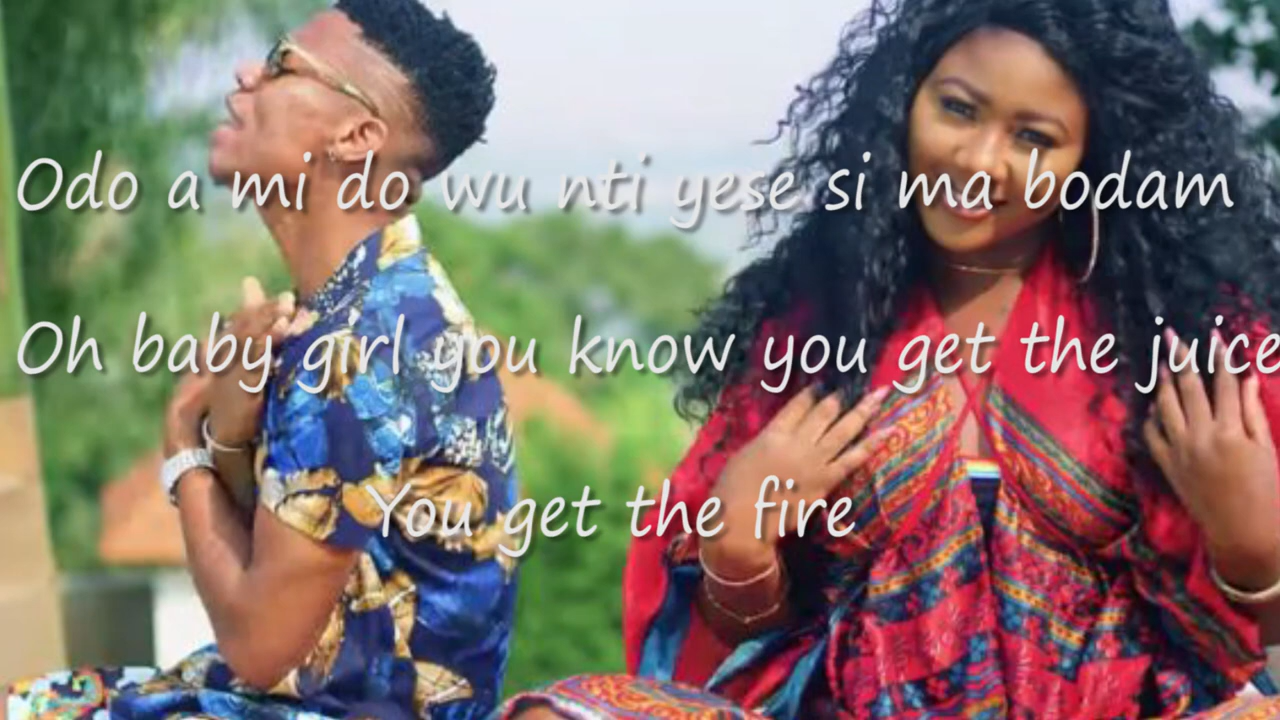 Odo a mi do wu nti yese si ma bodam
Oh baby girl you know you get the juice
You get the fire